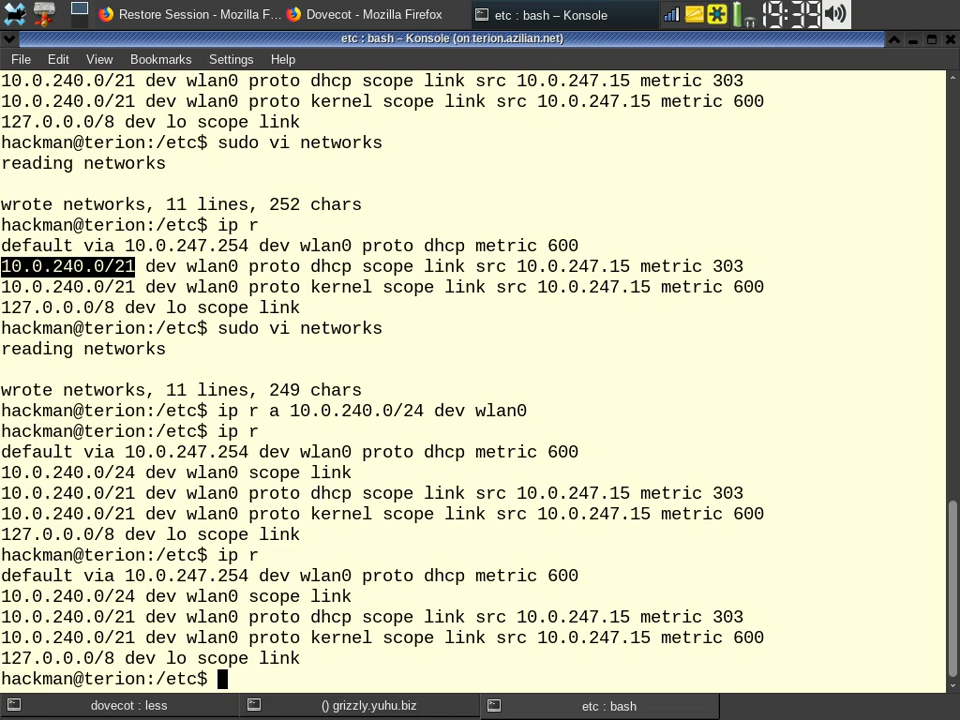 Restore Session - Mozilla F...
Dovecot - Mozilla Firefox
etc : bash – Konsole
19:39
etc : bash – Konsole (on terion.azilian.net)
File Edit View Bookmarks Settings Help
10.0.240.0/21 dev wlan0 proto dhcp scope link src 10.0.247.15 metric 303
10.0.240.0/21 dev wlan0 proto kernel scope link src 10.0.247.15 metric 600
127.0.0.0/8 dev lo scope link
hackman@terion:/etc$ sudo vi networks
reading networks
wrote networks, 11 lines, 252 chars
hackman@terion:/etc$ ip r
default via 10.0.247.254 dev wlan0 proto dhcp metric 600
10.0.240.0/21 dev wlan0 proto dhcp scope link src 10.0.247.15 metric 303
10.0.240.0/21 dev wlan0 proto kernel scope link src 10.0.247.15 metric 600
127.0.0.0/8 dev lo scope link
hackman@terion:/etc$ sudo vi networks
reading networks
wrote networks, 11 lines, 249 chars
hackman@terion:/etc$ ip r a 10.0.240.0/24 dev wlan0
hackman@terion:/etc$ ip r
default via 10.0.247.254 dev wlan0 proto dhcp metric 600
10.0.240.0/24 dev wlan0 scope link
10.0.240.0/21 dev wlan0 proto dhcp scope link src 10.0.247.15 metric 303
10.0.240.0/21 dev wlan0 proto kernel scope link src 10.0.247.15 metric 600
127.0.0.0/8 dev lo scope link
hackman@terion:/etc$ ip r
default via 10.0.247.254 dev wlan0 proto dhcp metric 600
10.0.240.0/24 dev wlan0 scope link
10.0.240.0/21 dev wlan0 proto dhcp scope link src 10.0.247.15 metric 303
10.0.240.0/21 dev wlan0 proto kernel scope link src 10.0.247.15 metric 600
127.0.0.0/8 dev lo scope link
hackman@terion:/etc$
dovecot : less
() grizzly.yuhu.biz
etc : bash